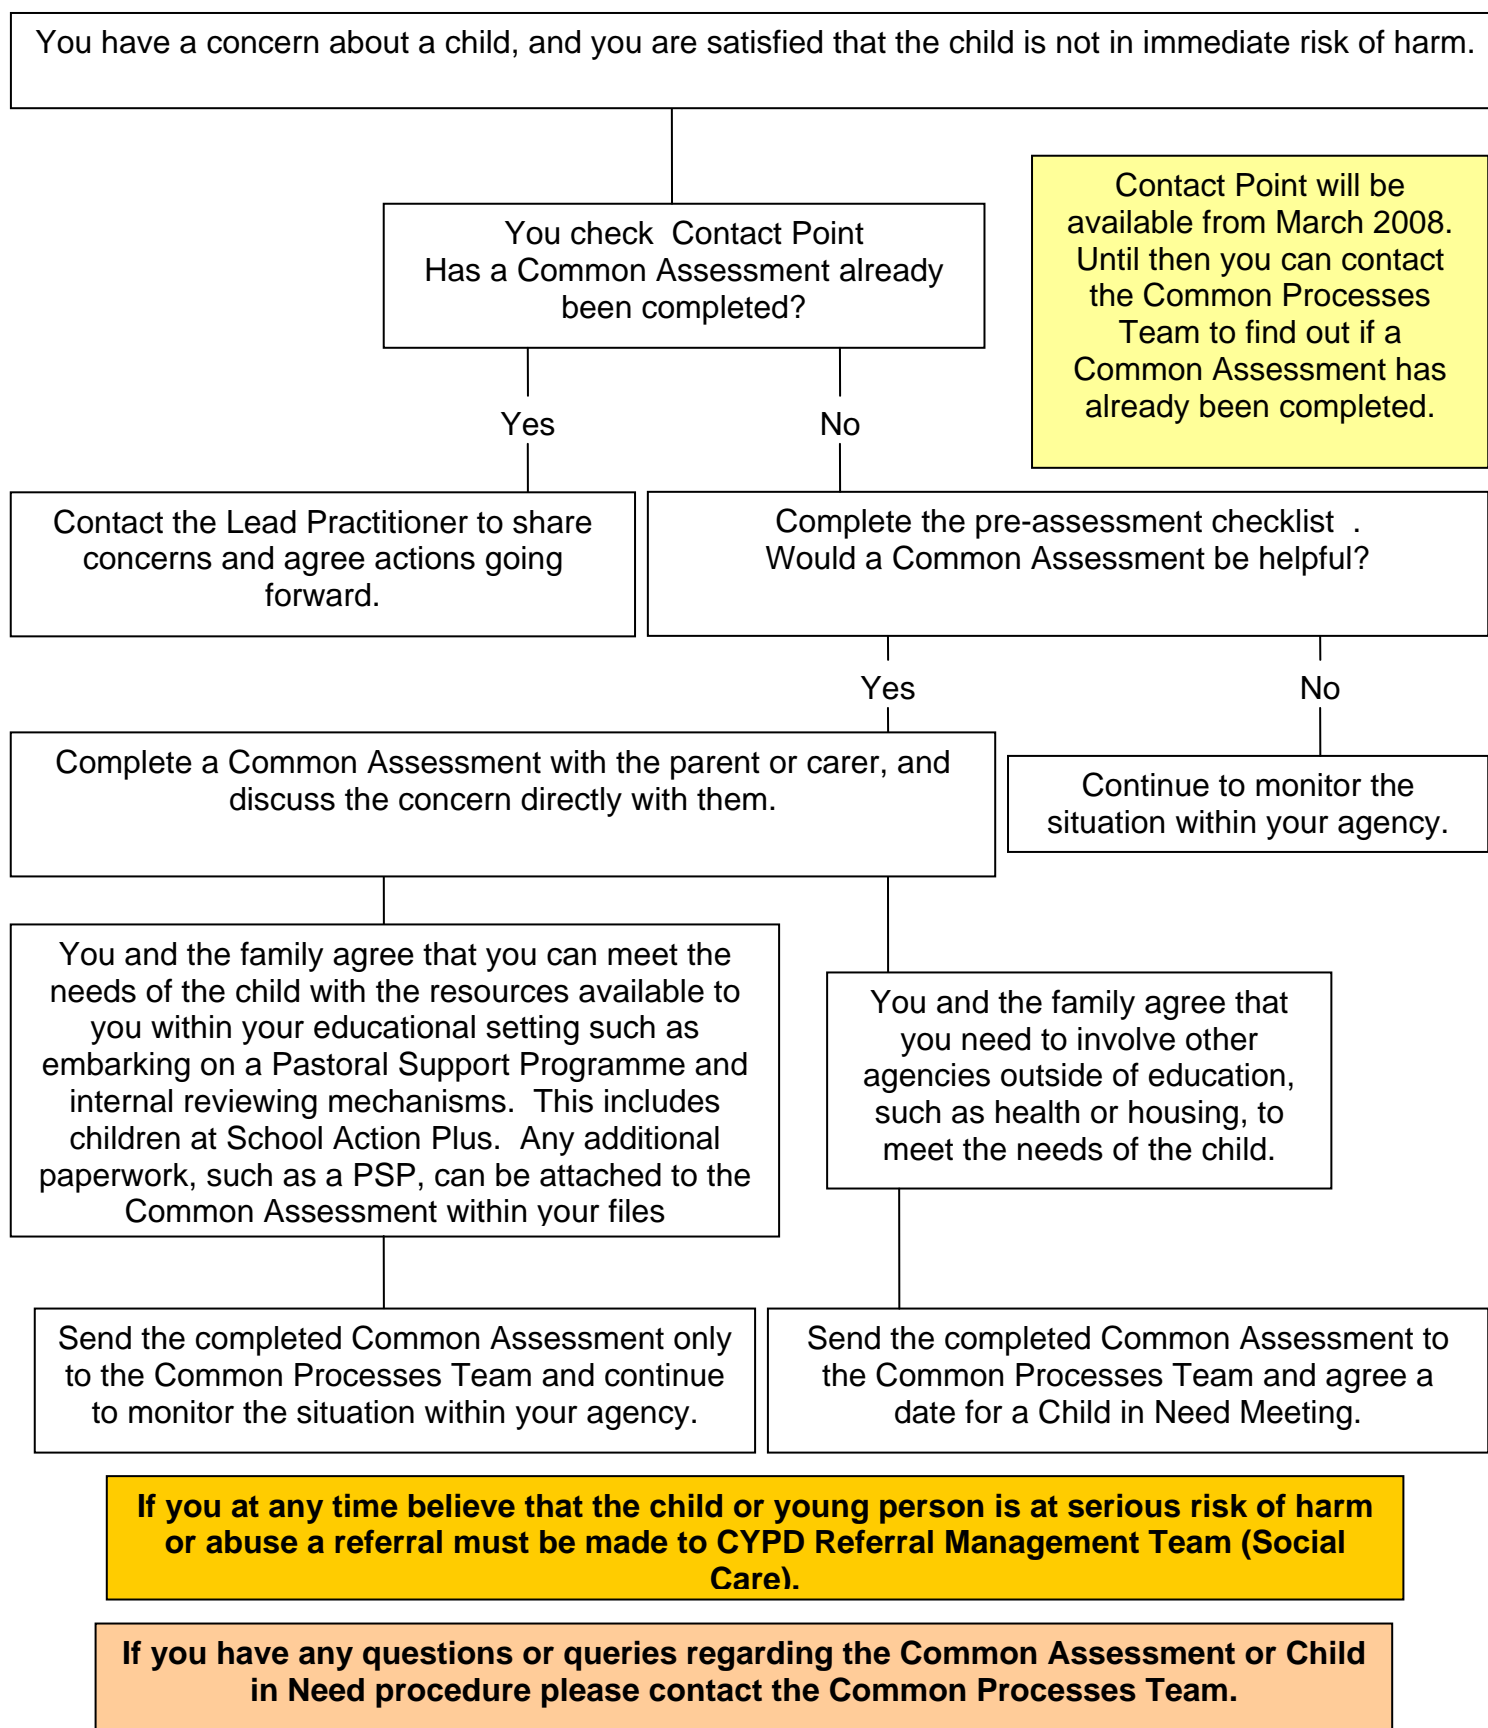 You have a concern about a child, and you are satisfied that the child is not in immediate risk of harm.
You check  Contact Point
Has a Common Assessment already
been completed?
Contact Point will be
available from March 2008.
Until then you can contact
the Common Processes
Team to find out if a
Common Assessment has
already been completed.
Yes
No
Contact the Lead Practitioner to share
concerns and agree actions going
forward.
Complete the pre-assessment checklist  .
Would a Common Assessment be helpful?
Yes
No
Complete a Common Assessment with the parent or carer, and
discuss the concern directly with them.
Continue to monitor the
situation within your agency.
You and the family agree that you can meet the
needs of the child with the resources available to
you within your educational setting such as
embarking on a Pastoral Support Programme and
internal reviewing mechanisms.  This includes
children at School Action Plus.  Any additional
paperwork, such as a PSP, can be attached to the
Common Assessment within your files
You and the family agree that
you need to involve other
agencies outside of education,
such as health or housing, to
meet the needs of the child.
Send the completed Common Assessment only
to the Common Processes Team and continue
to monitor the situation within your agency.
Send the completed Common Assessment to
the Common Processes Team and agree a
date for a Child in Need Meeting.
If you at any time believe that the child or young person is at serious risk of harm
or abuse a referral must be made to CYPD Referral Management Team (Social
Care).
If you have any questions or queries regarding the Common Assessment or Child
in Need procedure please contact the Common Processes Team.